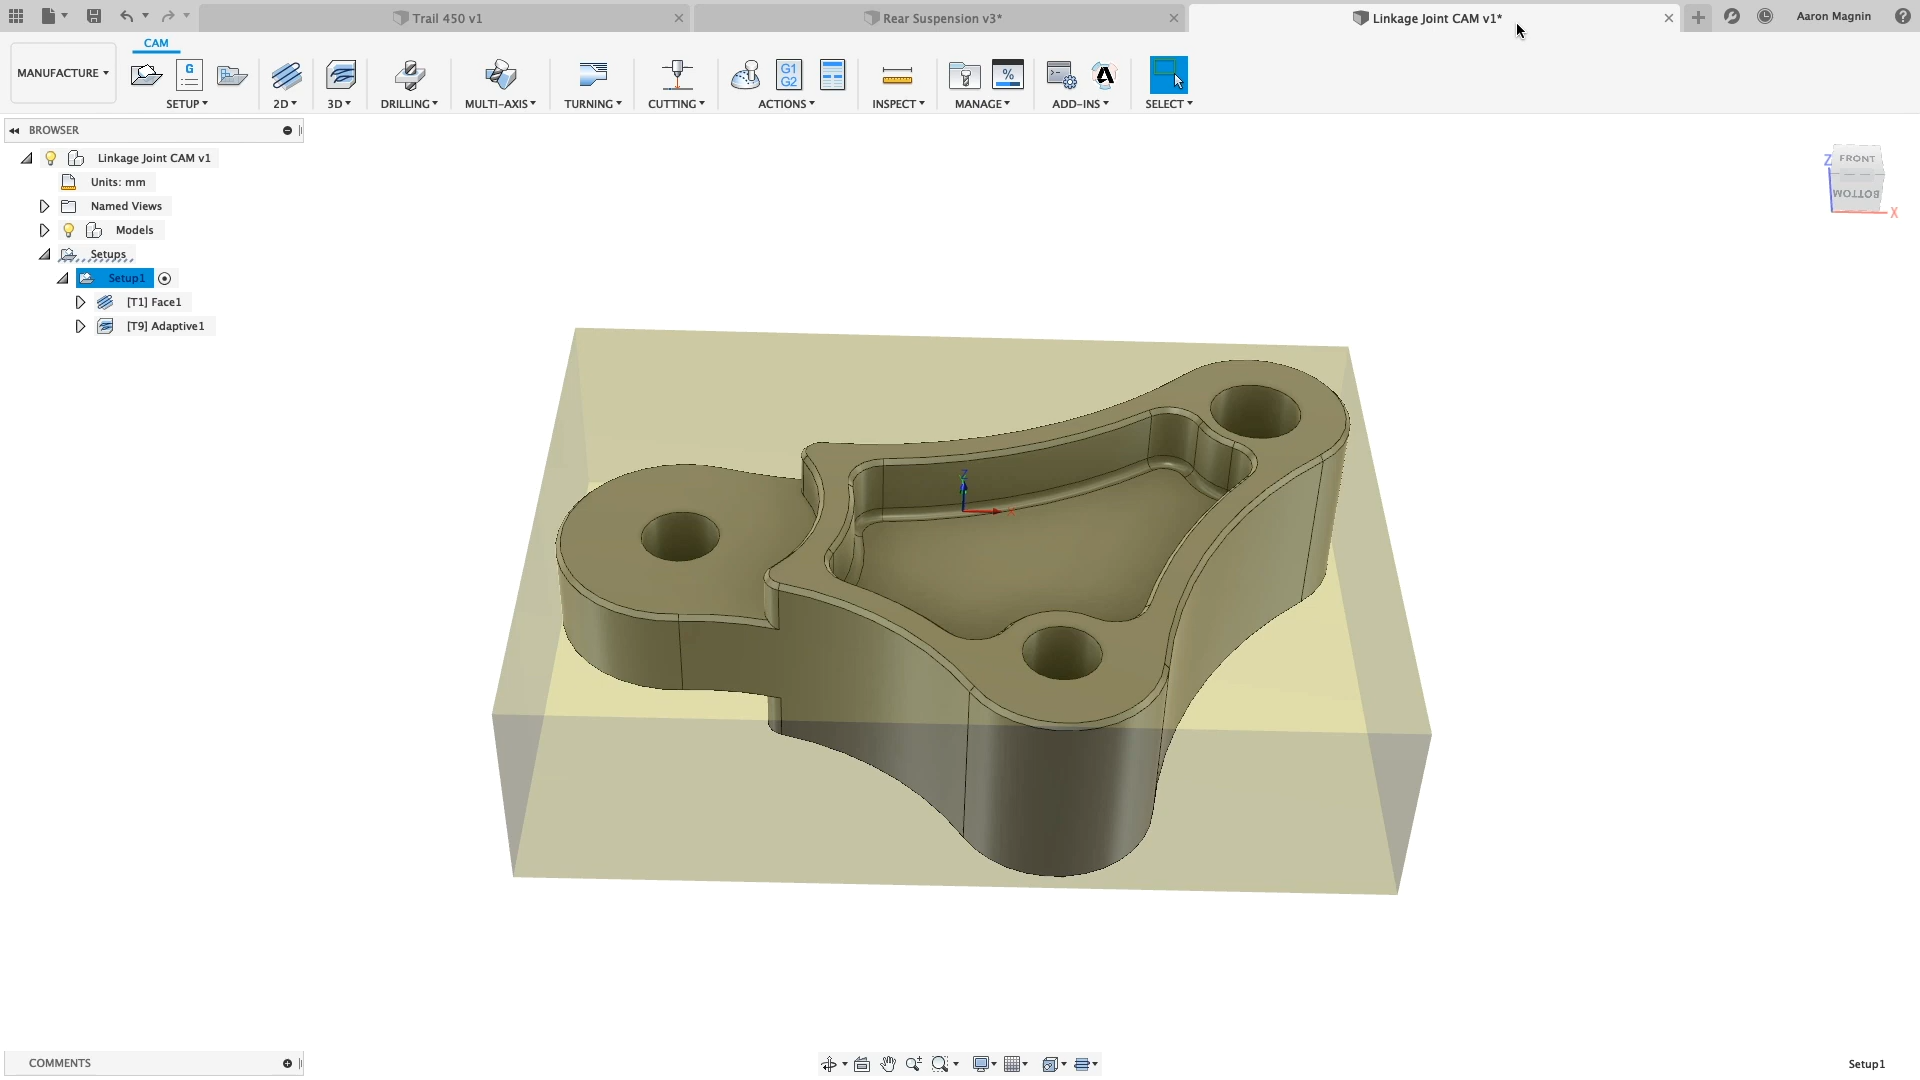 Trail 450 v1
Rear Suspension v3*
Linkage Joint CAM v1*
Aaron Magnin
CAM
MANUFACTURE
G
G1
G2
%
SETUP
2D
3D
DRILLING
MULTI-AXIS
TURNING
CUTTING
ACTIONS
INSPECT
MANAGE
ADD-INS
SELECT
BROWSER
Linkage Joint CAM v1
Units: mm
Named Views
Models
Setups
Setup1
[T1] Face1
[T9] Adaptive1
Z
FRONT
BOTTOM
X
Z
X
COMMENTS
Setup1